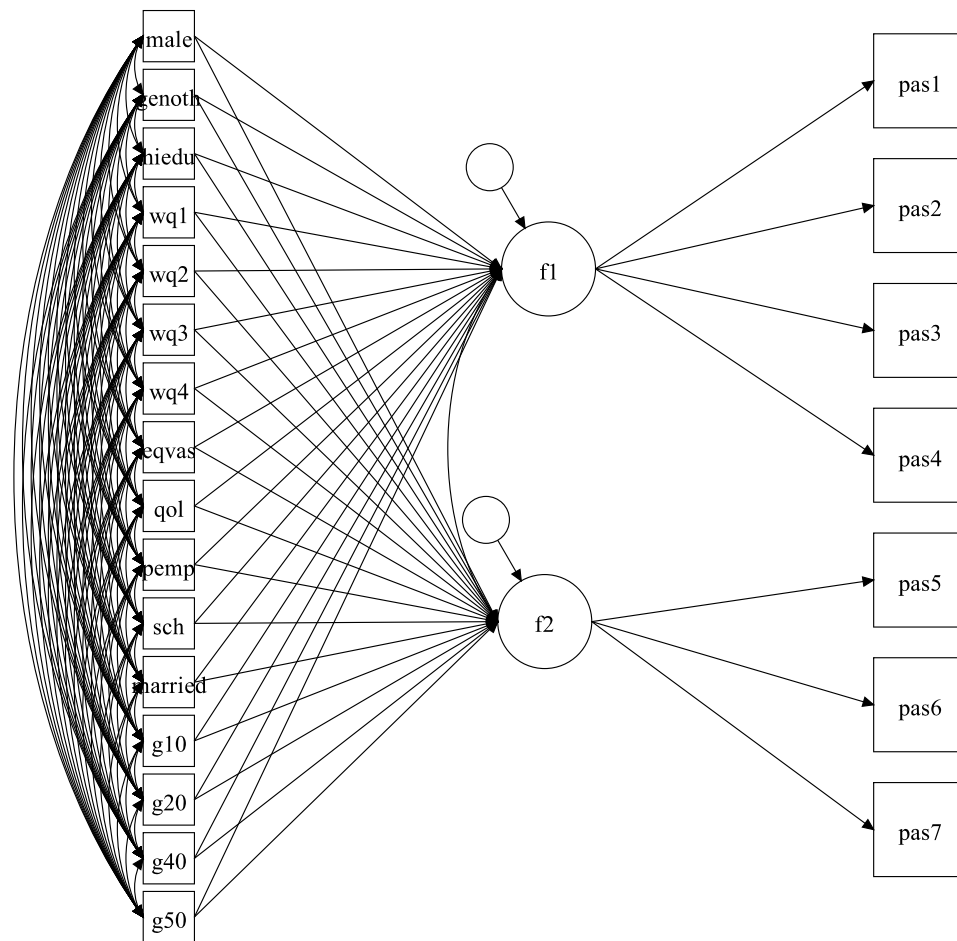 male
genoth
hiedu
wq1
wq2
wq3
wq4
eqvas
qol
pemp
sch
married
g10
g20
g40
g50
f1
f2
pas1
pas2
pas3
pas4
pas5
pas6
pas7